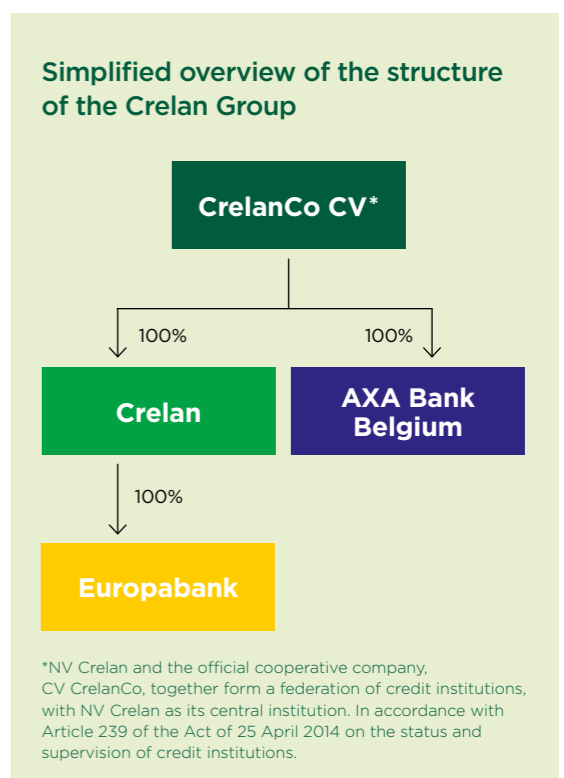 Simplified overview of the structure
of the Crelan Group
CrelanCo CV*
100%
100%
Crelan
AXA Bank
Belgium
100%
Europabank
*NV Crelan and the official cooperative company,
CV CrelanCo, together form a federation of credit institutions,
with NV Crelan as its central institution. In accordance with
Article 239 of the Act of 25 April 2014 on the status and
supervision of credit institutions.